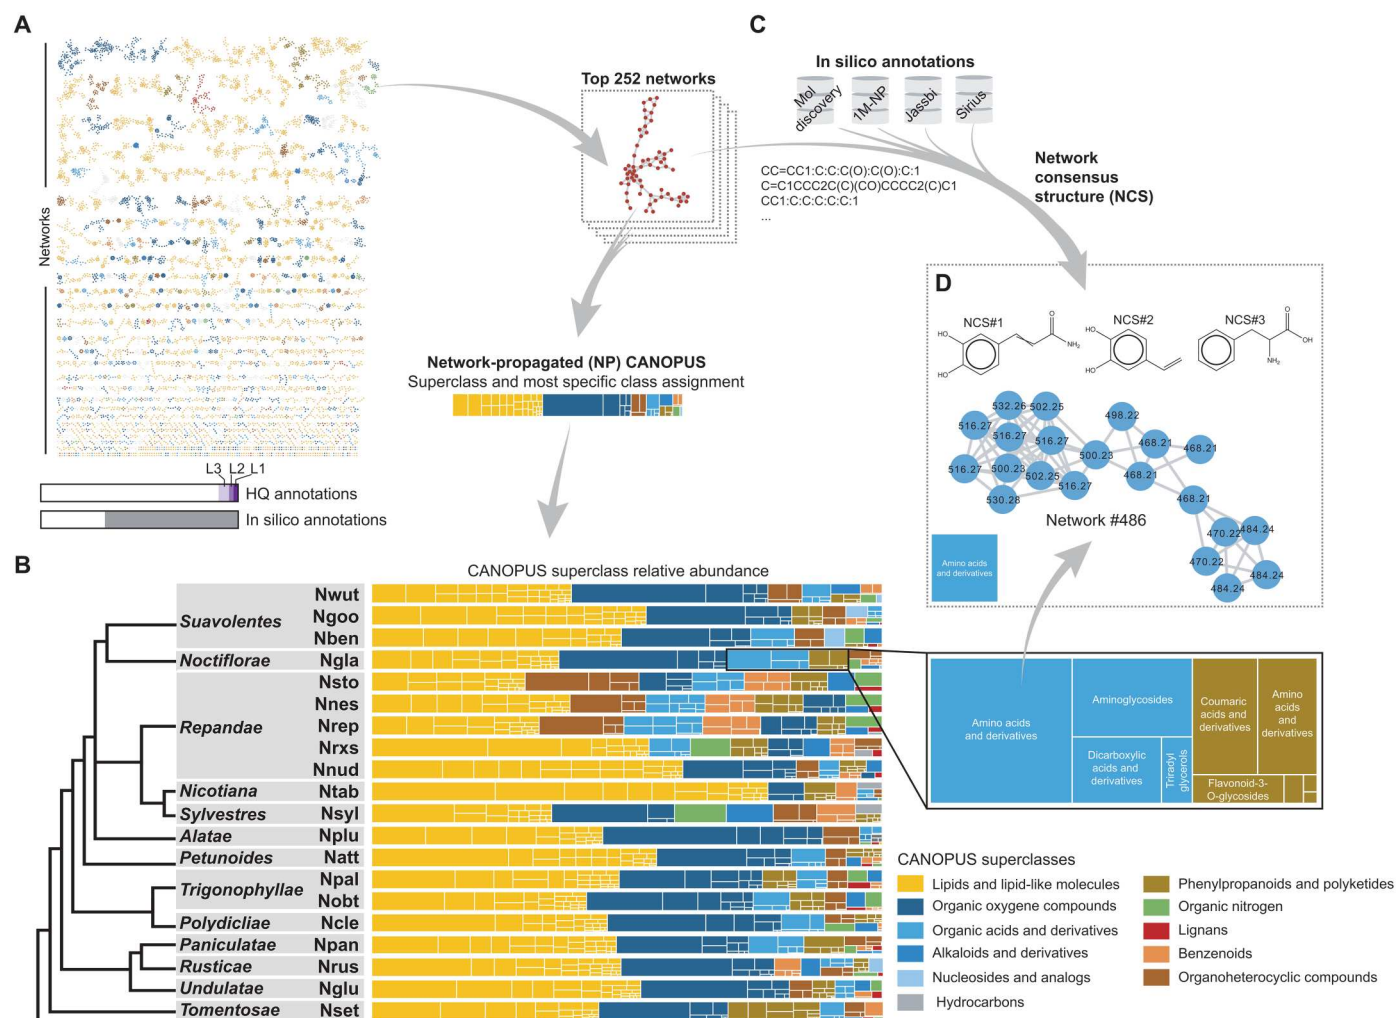 A
Networks
L3
L2
L1
HQ annotations
In silico annotations
Top 252 networks
Network-propagated (NP) CANOPUS
Superclass and most specific class assignment
C
In silico annotations
Mol
discovery
1M-NP
Jassbi
Sirius
CC=CC1:C:C:C(O):C(O):C:1
C=C1CCC2C(C)(CO)CCCC2(C)C1
CC1:C:C:C:C:C:1
...
Network
consensus
structure (NCS)
D
NCS#1
HO
HO
O
NH₂
NCS#2
HO
HO
NCS#3
O
OH
NH₂
532.26
502.25
516.27
516.27
516.27
498.22
468.21
468.21
500.23
516.27
500.23
502.25
516.27
530.28
468.21
468.21
Network #486
470.22
484.24
470.22
484.24
484.24
Amino acids
and derivatives
B
CANOPUS superclass relative abundance
Suavolentes
Nwut
Ngoo
Nben
Noctiflorae
Ngla
Repandae
Nsto
Nnes
Nrep
Nrxs
Nnud
Nicotiana
Ntab
Sylvestres
Nsyl
Alatae
Nplu
Petunoides
Natt
Trigonophyllae
Npal
Nobt
Polydicliae
Ncle
Paniculatae
Npan
Rusticae
Nrus
Undulatae
Nglu
Tomentosae
Nset
Amino acids
and derivatives
Aminoglycosides
Dicarboxylic
acids and
derivatives
Triradyl
glycerols
Coumaric
acids and
derivatives
Amino
acids
and
derivatives
Flavonoid-3-
O-glycosides
CANOPUS superclasses
Lipids and lipid-like molecules
Organic oxygene compounds
Organic acids and derivatives
Alkaloids and derivatives
Nucleosides and analogs
Hydrocarbons
Phenylpropanoids and polyketides
Organic nitrogen
Lignans
Benzenoids
Organoheterocyclic compounds